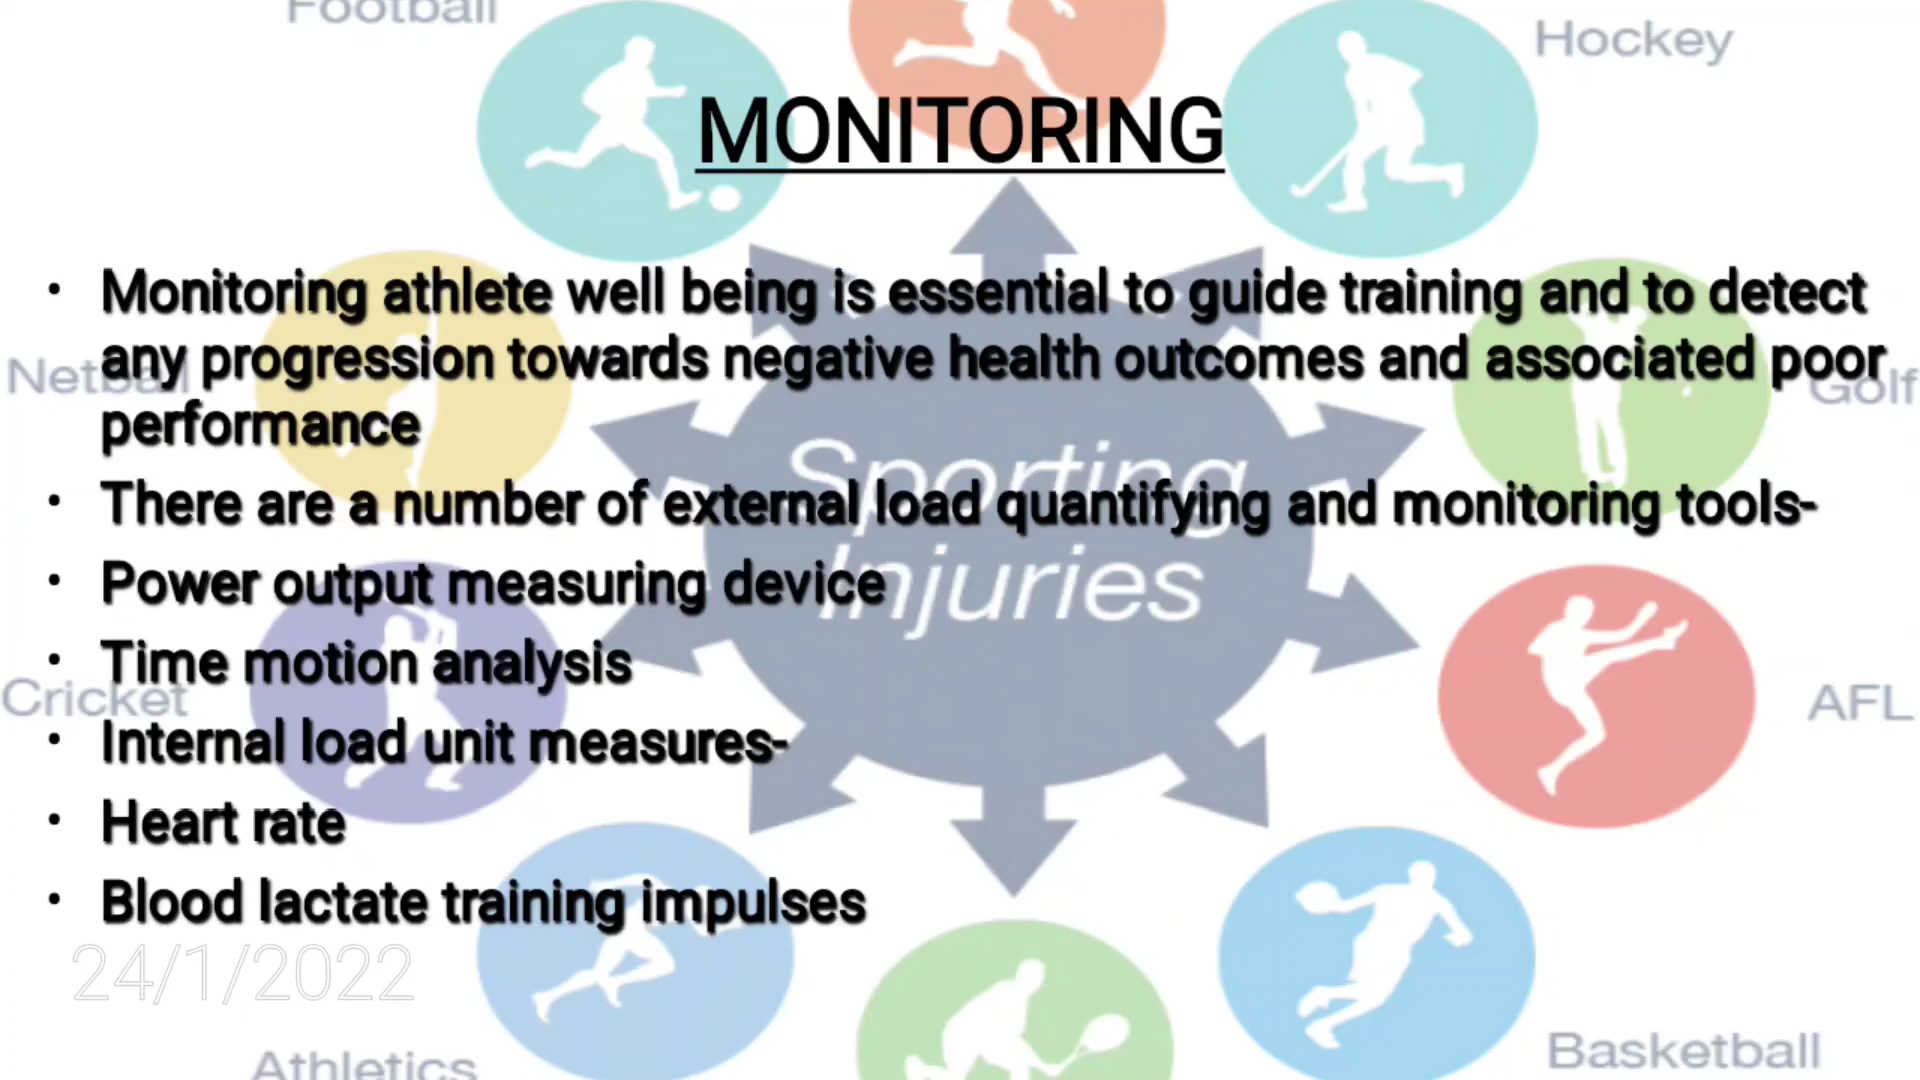 Football
Hockey
MONITORING
• Monitoring athlete well being is essential to guide training and to detect
any progression towards negative health outcomes and associated poor
performance
Netball
Golf
Sporting
Injuries
• There are a number of external load quantifying and monitoring tools-
• Power output measuring device
• Time motion analysis
Cricket
AFL
• Internal load unit measures-
• Heart rate
• Blood lactate training impulses
24/1/2022
Athletics
Basketball